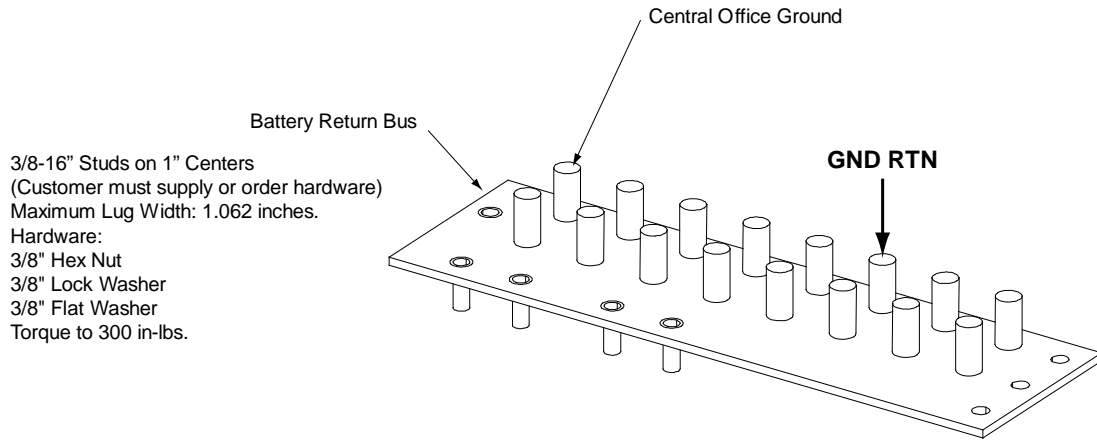 Central Office Ground
Battery Return Bus
3/8-16” Studs on 1” Centers
(Customer must supply or order hardware)
Maximum Lug Width: 1.062 inches.
Hardware:
3/8" Hex Nut
3/8" Lock Washer
3/8" Flat Washer
Torque to 300 in-lbs.
GND RTN